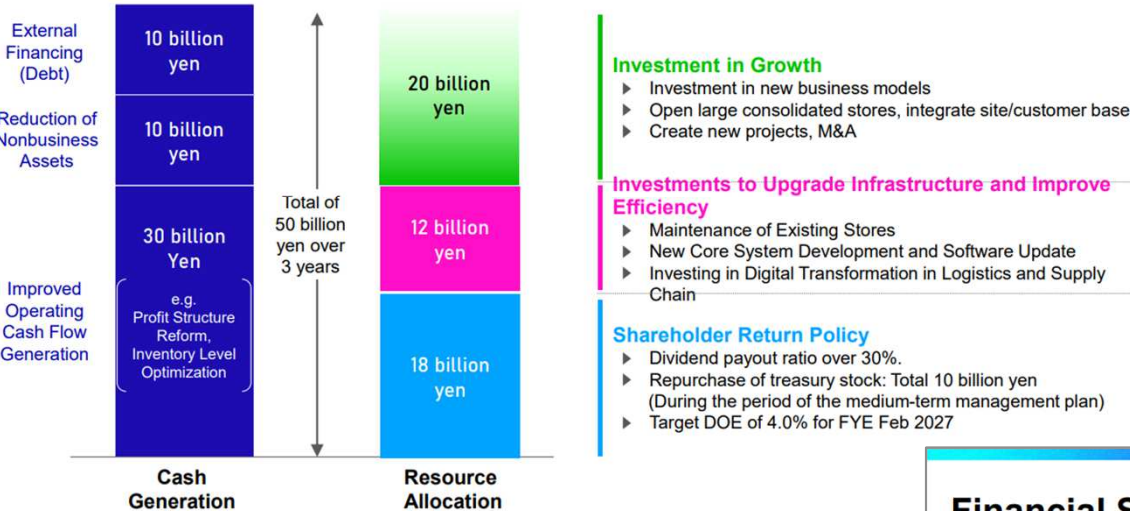 External
Financing
(Debt)
10 billion
yen
Reduction of
Nonbusiness
Assets
10 billion
yen
Improved
Operating
Cash Flow
Generation
30 billion
Yen
e.g.
Profit Structure
Reform,
Inventory Level
Optimization
Cash
Generation
Total of
50 billion
yen over
3 years
20 billion
yen
12 billion
yen
18 billion
yen
Resource
Allocation
Investment in Growth
Investment in new business models
Open large consolidated stores, integrate site/customer base
Create new projects, M&A
Investments to Upgrade Infrastructure and Improve
Efficiency
Maintenance of Existing Stores
New Core System Development and Software Update
Investing in Digital Transformation in Logistics and Supply
Chain
Shareholder Return Policy
Dividend payout ratio over 30%.
Repurchase of treasury stock: Total 10 billion yen
(During the period of the medium-term management plan)
Target DOE of 4.0% for FYE Feb 2027
Financial